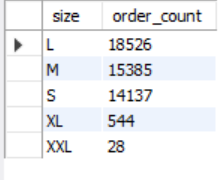 size order_count
L 18526
M 15385
S 14137
XL 544
XXL 28